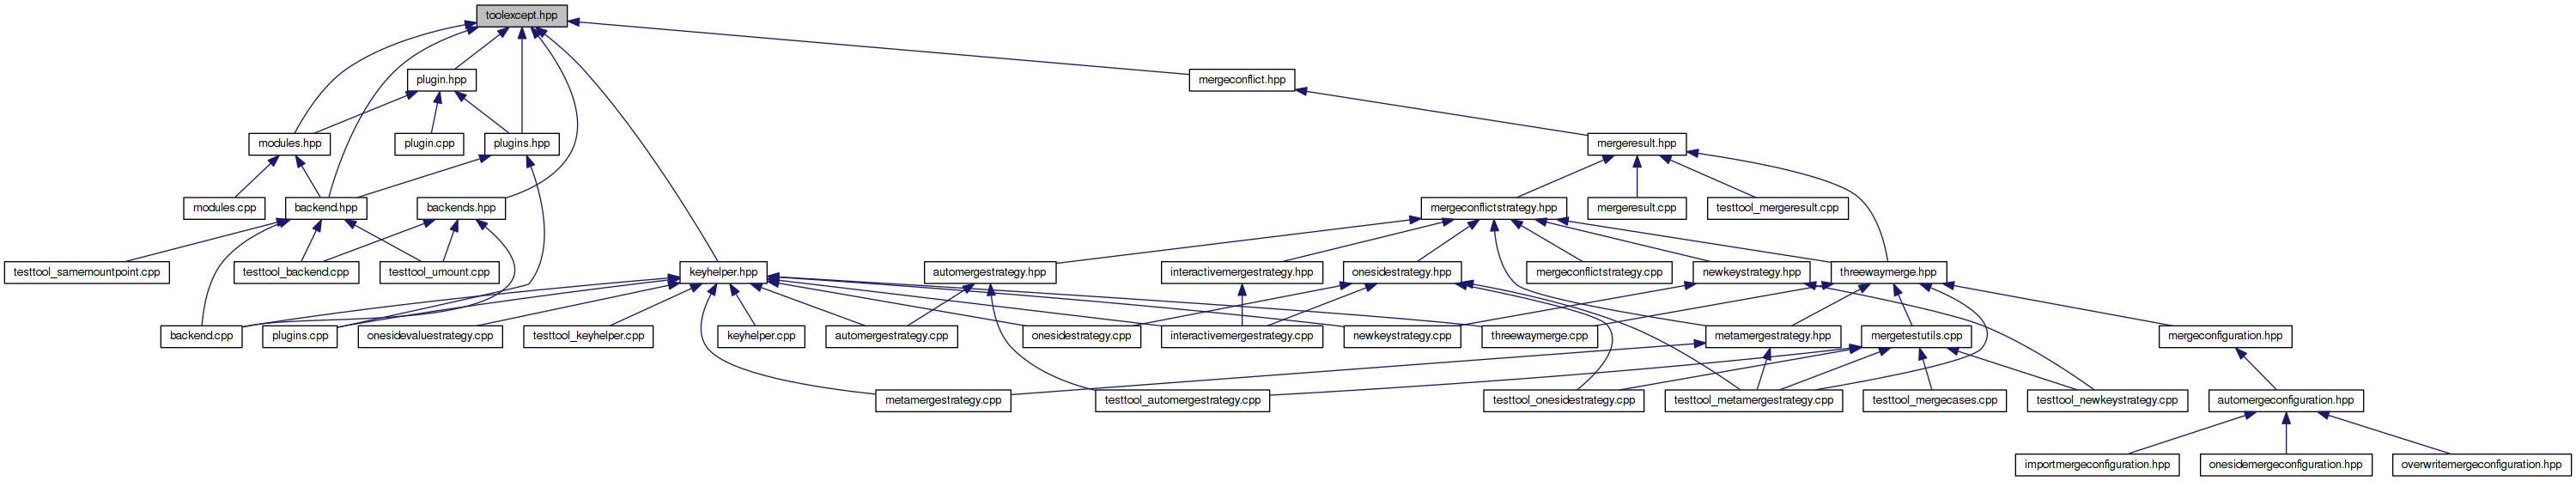 toolexcept.hpp
plugin.hpp
mergeconflict.hpp
modules.hpp
plugin.cpp
plugins.hpp
mergeresult.hpp
modules.cpp
backend.hpp
backends.hpp
mergeconflictstrategy.hpp
mergeresult.cpp
testtool_mergeresult.cpp
testtool_samemountpoint.cpp
testtool_backend.cpp
testtool_umount.cpp
keyhelper.hpp
automergestrategy.hpp
interactivemergestrategy.hpp
onesidestrategy.hpp
mergeconflictstrategy.cpp
newkeystrategy.hpp
threewaymerge.hpp
backend.cpp
plugins.cpp
onesidevaluestrategy.cpp
testtool_keyhelper.cpp
keyhelper.cpp
automergestrategy.cpp
onesidestrategy.cpp
interactivemergestrategy.cpp
newkeystrategy.cpp
threewaymerge.cpp
metamergestrategy.hpp
mergetestutils.cpp
mergeconfiguration.hpp
metamergestrategy.cpp
testtool_automergestrategy.cpp
testtool_onesidestrategy.cpp
testtool_metamergestrategy.cpp
testtool_mergecases.cpp
testtool_newkeystrategy.cpp
automergeconfiguration.hpp
importmergeconfiguration.hpp
onesidemergeconfiguration.hpp
overwritemergeconfiguration.hpp